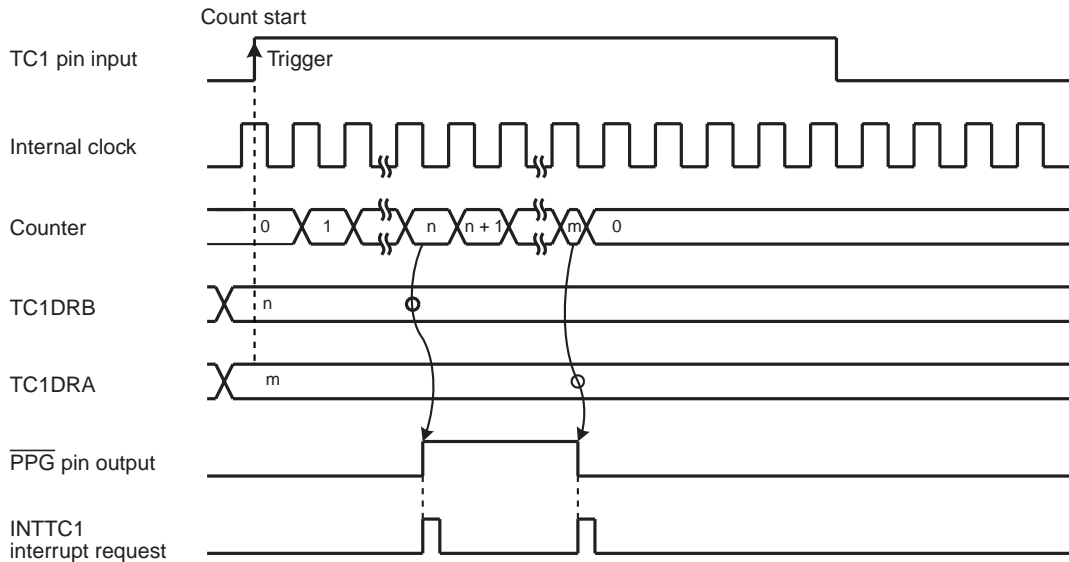 Count start
TC1 pin input
Trigger
Internal clock
Counter
0
1
n
n + 1
m
0
TC1DRB
n
TC1DRA
m
PPG pin output
INTTC1
interrupt request